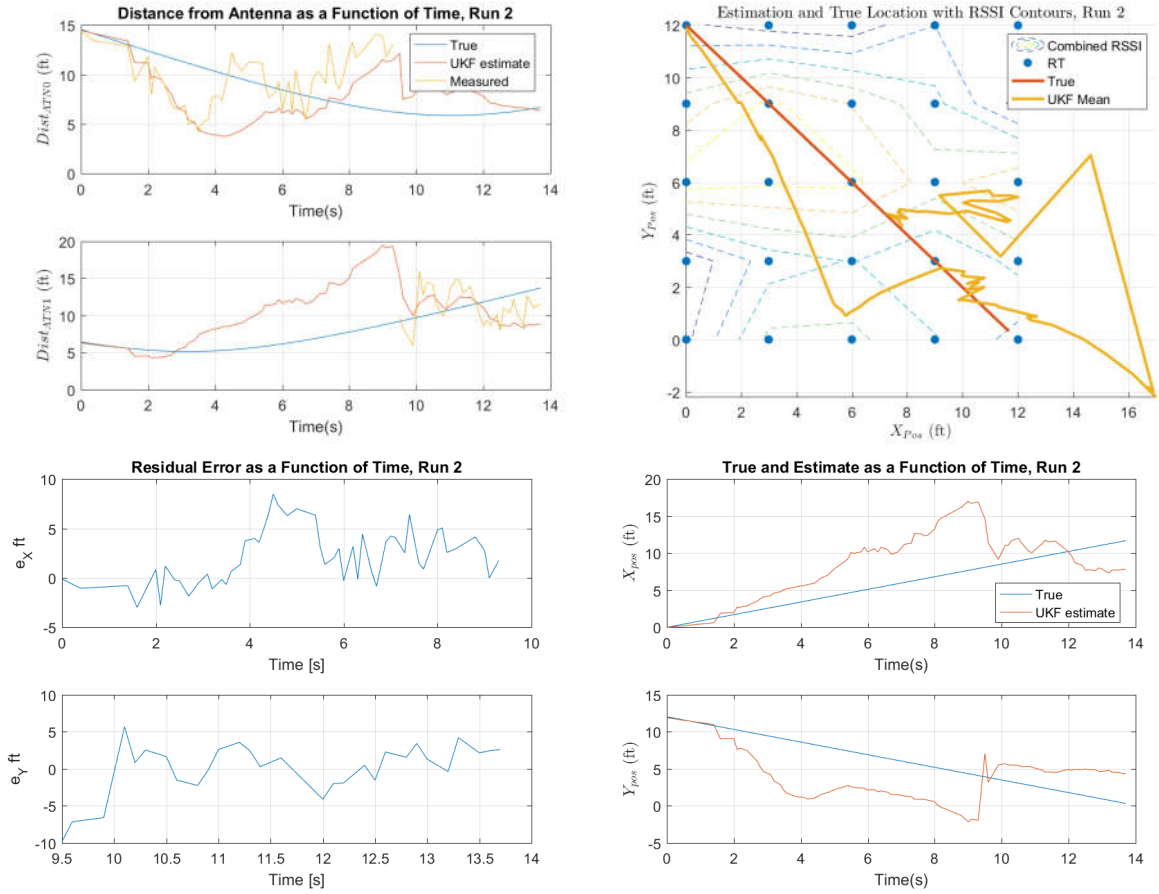 Distance from Antenna as a Function of Time, Run 2
15
10
5
0
Dist_ATN0 (ft)
True
UKF estimate
Measured
0 2 4 6 8 10 12 14
Time(s)
20
15
10
5
0
Dist_ATN1 (ft)
0 2 4 6 8 10 12 14
Time(s)
Estimation and True Location with RSSI Contours, Run 2
12
10
8
6
4
2
0
-2
Y_Pos (ft)
Combined RSSI
RT
True
UKF Mean
0 2 4 6 8 10 12 14 16
X_Pos (ft)
Residual Error as a Function of Time, Run 2
10
5
0
-5
e_X ft
0 2 4 6 8 10
Time [s]
10
5
0
-5
-10
e_Y ft
9.5 10 10.5 11 11.5 12 12.5 13 13.5 14
Time [s]
True and Estimate as a Function of Time, Run 2
20
15
10
5
0
X_pos (ft)
True
UKF estimate
0 2 4 6 8 10 12 14
Time(s)
15
10
5
0
-5
Y_pos (ft)
0 2 4 6 8 10 12 14
Time(s)